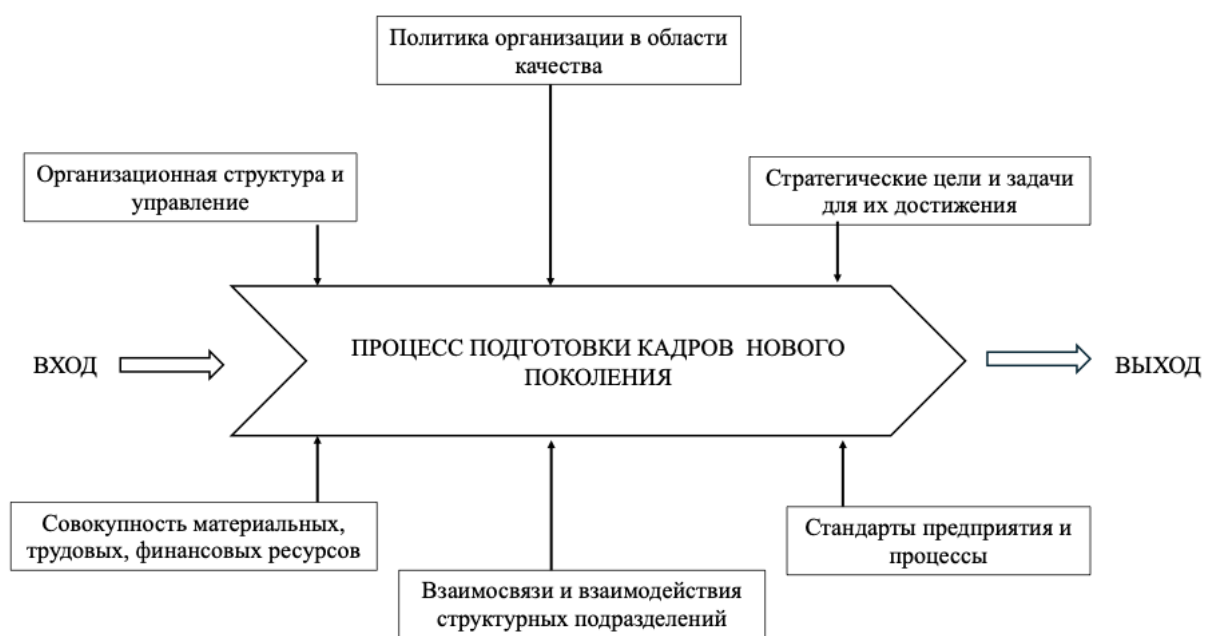 Политика организации в области
качества
Организационная структура и
управление
Стратегические цели и задачи
для их достижения
ВХОД
ПРОЦЕСС ПОДГОТОВКИ КАДРОВ НОВОГО
ПОКОЛЕНИЯ
ВЫХОД
Совокупность материальных,
трудовых, финансовых ресурсов
Взаимосвязи и взаимодействия
структурных подразделений
Стандарты предприятия и
процессы